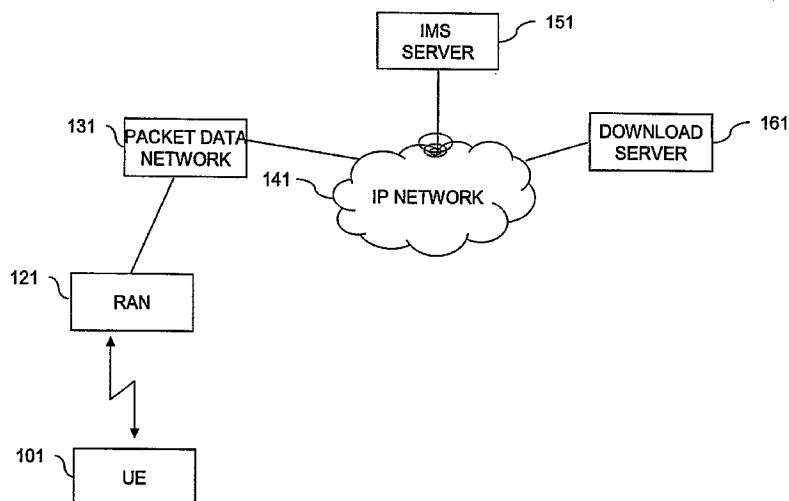 IMS
SERVER
151
131
PACKET DATA
NETWORK
DOWNLOAD
SERVER
161
141
IP NETWORK
121
RAN
101
UE